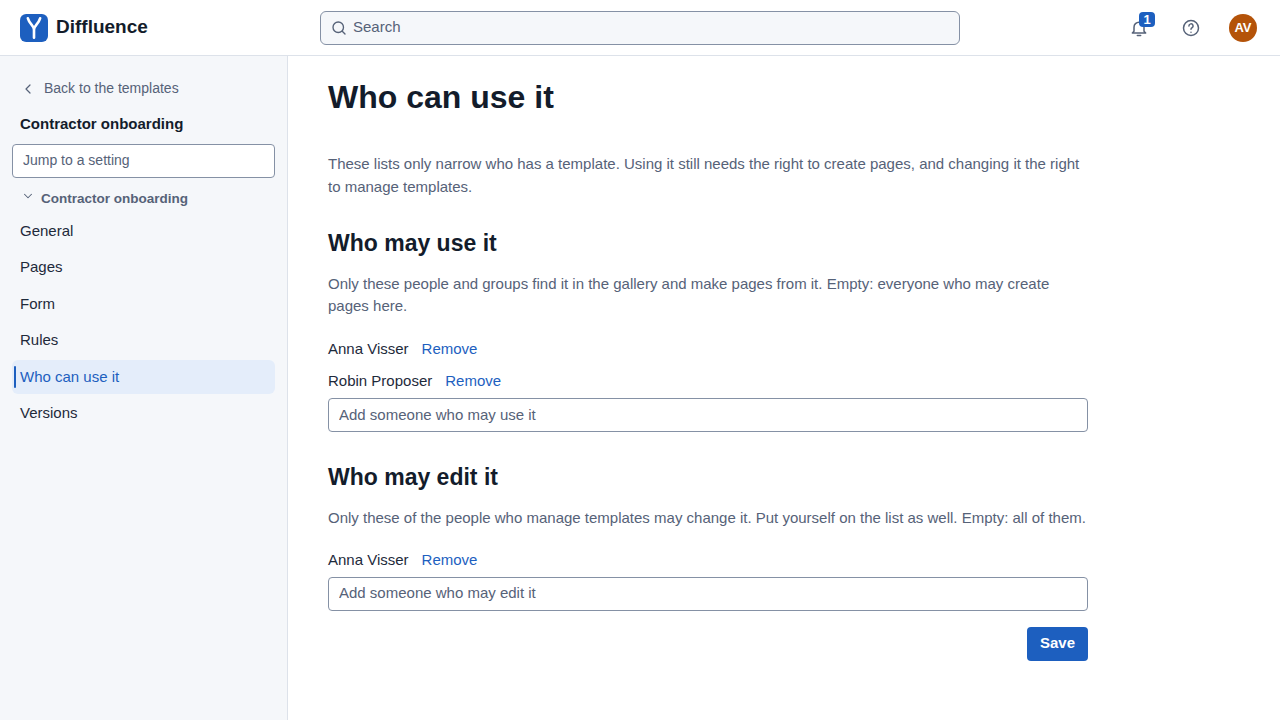 Diffluence
Search
1
AV
Back to the templates
Contractor onboarding
Jump to a setting
Contractor onboarding
General
Pages
Form
Rules
Who can use it
Versions
Who can use it
These lists only narrow who has a template. Using it still needs the right to create pages, and changing it the right
to manage templates.
Who may use it
Only these people and groups find it in the gallery and make pages from it. Empty: everyone who may create
pages here.
Anna Visser Remove
Robin Proposer Remove
Add someone who may use it
Who may edit it
Only these of the people who manage templates may change it. Put yourself on the list as well. Empty: all of them.
Anna Visser Remove
Add someone who may edit it
Save